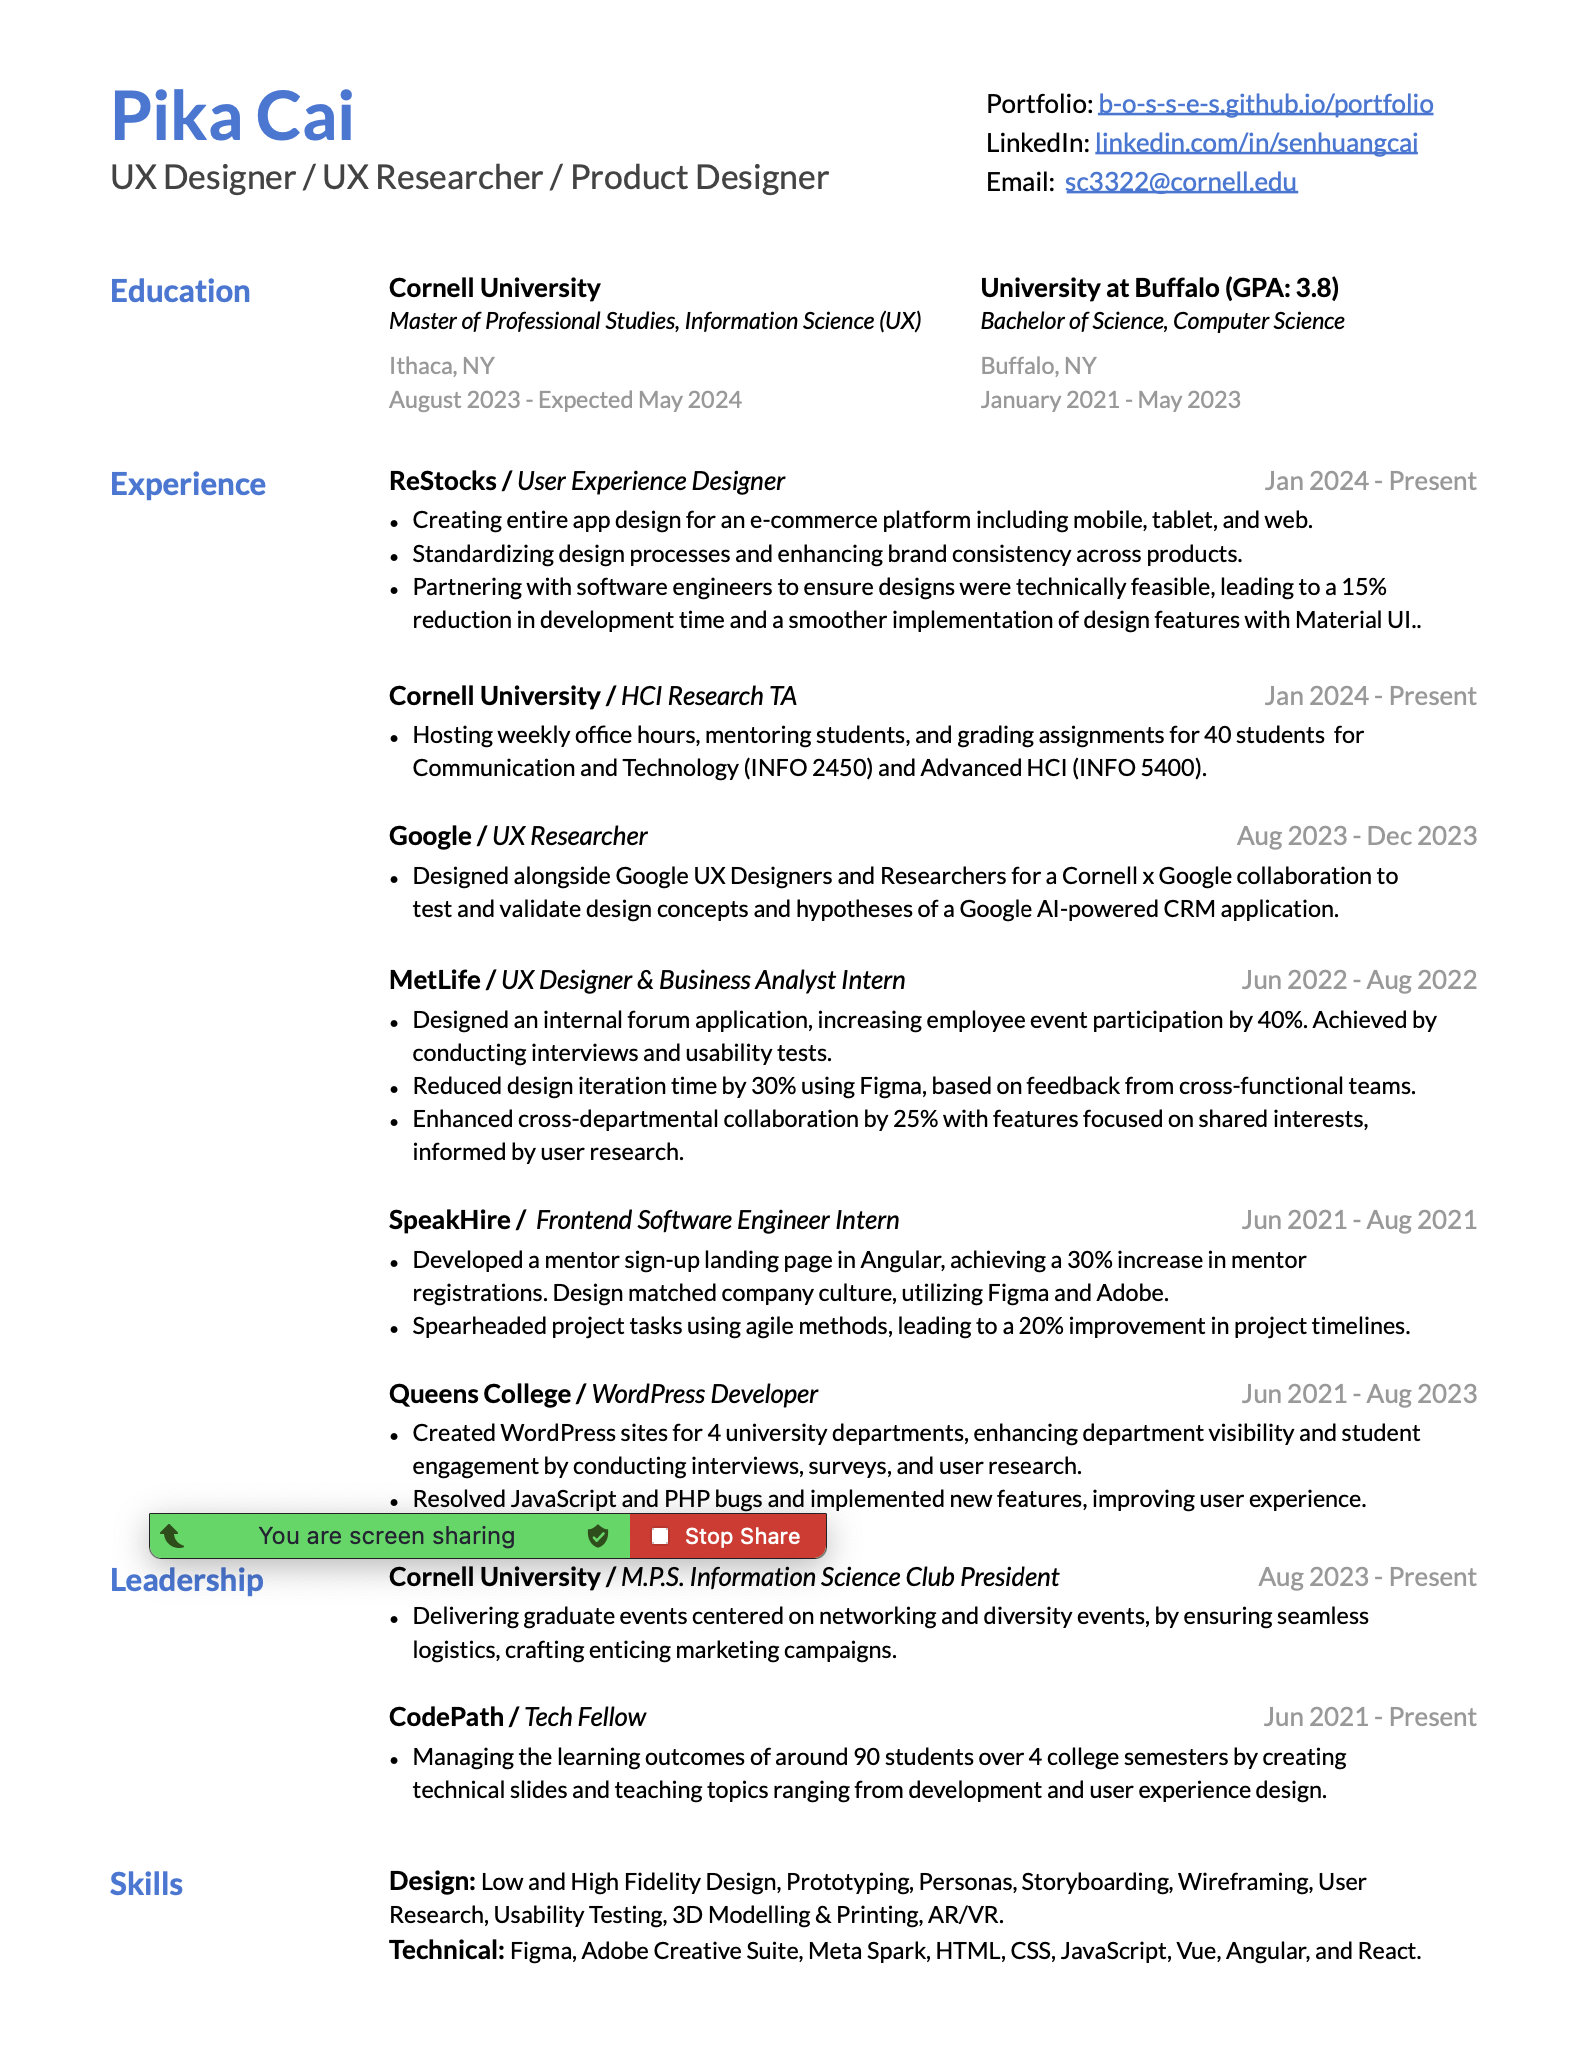 Pika Cai
UX Designer / UX Researcher / Product Designer
Portfolio: b-o-s-s-e-s.github.io/portfolio
LinkedIn: linkedin.com/in/senhuangcai
Email: sc3322@cornell.edu
Education
Cornell University
Master of Professional Studies, Information Science (UX)
Ithaca, NY
August 2023 - Expected May 2024
University at Buffalo (GPA: 3.8)
Bachelor of Science, Computer Science
Buffalo, NY
January 2021 - May 2023
Experience
ReStocks / User Experience Designer Jan 2024 - Present
• Creating entire app design for an e-commerce platform including mobile, tablet, and web.
• Standardizing design processes and enhancing brand consistency across products.
• Partnering with software engineers to ensure designs were technically feasible, leading to a 15%
reduction in development time and a smoother implementation of design features with Material UI..
Cornell University / HCI Research TA Jan 2024 - Present
• Hosting weekly office hours, mentoring students, and grading assignments for 40 students for
Communication and Technology (INFO 2450) and Advanced HCI (INFO 5400).
Google / UX Researcher Aug 2023 - Dec 2023
• Designed alongside Google UX Designers and Researchers for a Cornell x Google collaboration to
test and validate design concepts and hypotheses of a Google AI-powered CRM application.
MetLife / UX Designer & Business Analyst Intern Jun 2022 - Aug 2022
• Designed an internal forum application, increasing employee event participation by 40%. Achieved by
conducting interviews and usability tests.
• Reduced design iteration time by 30% using Figma, based on feedback from cross-functional teams.
• Enhanced cross-departmental collaboration by 25% with features focused on shared interests,
informed by user research.
SpeakHire / Frontend Software Engineer Intern Jun 2021 - Aug 2021
• Developed a mentor sign-up landing page in Angular, achieving a 30% increase in mentor
registrations. Design matched company culture, utilizing Figma and Adobe.
• Spearheaded project tasks using agile methods, leading to a 20% improvement in project timelines.
Queens College / WordPress Developer Jun 2021 - Aug 2023
• Created WordPress sites for 4 university departments, enhancing department visibility and student
engagement by conducting interviews, surveys, and user research.
• Resolved JavaScript and PHP bugs and implemented new features, improving user experience.
You are screen sharing Stop Share
Leadership
Cornell University / M.P.S. Information Science Club President Aug 2023 - Present
• Delivering graduate events centered on networking and diversity events, by ensuring seamless
logistics, crafting enticing marketing campaigns.
CodePath / Tech Fellow Jun 2021 - Present
• Managing the learning outcomes of around 90 students over 4 college semesters by creating
technical slides and teaching topics ranging from development and user experience design.
Skills
Design: Low and High Fidelity Design, Prototyping, Personas, Storyboarding, Wireframing, User
Research, Usability Testing, 3D Modelling & Printing, AR/VR.
Technical: Figma, Adobe Creative Suite, Meta Spark, HTML, CSS, JavaScript, Vue, Angular, and React.